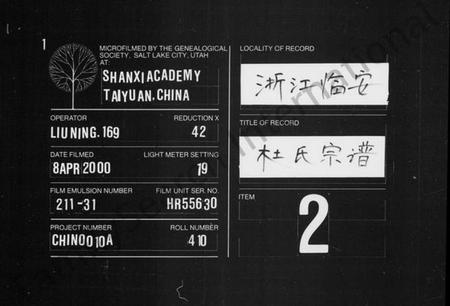 1
MICROFILMED BY THE GENEALOGICAL
SOCIETY, SALT LAKE CITY, UTAH
AT:
SHANXI ACADEMY
TAIYUAN, CHINA
OPERATOR REDUCTION X
LIU NING. 169 42
DATE FILMED LIGHT METER SETTING
8 APR 2000 19
FILM EMULSION NUMBER FILM UNIT SER. NO.
211-31 HR55630
PROJECT NUMBER ROLL NUMBER
CHINO010A 410
LOCALITY OF RECORD
浙江临安
TITLE OF RECORD
杜氏宗谱
ITEM
2
International